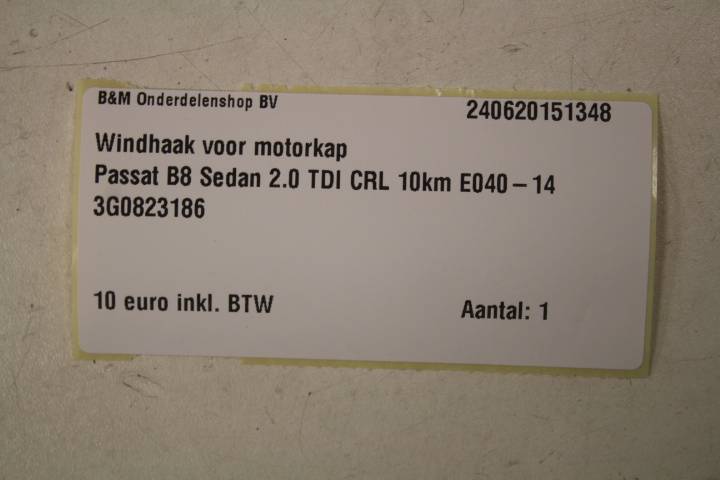 B&M Onderdelenshop BV 240620151348
Windhaak voor motorkap
Passat B8 Sedan 2.0 TDI CRL 10km E040-14
3G0823186
10 euro inkl. BTW Aantal: 1